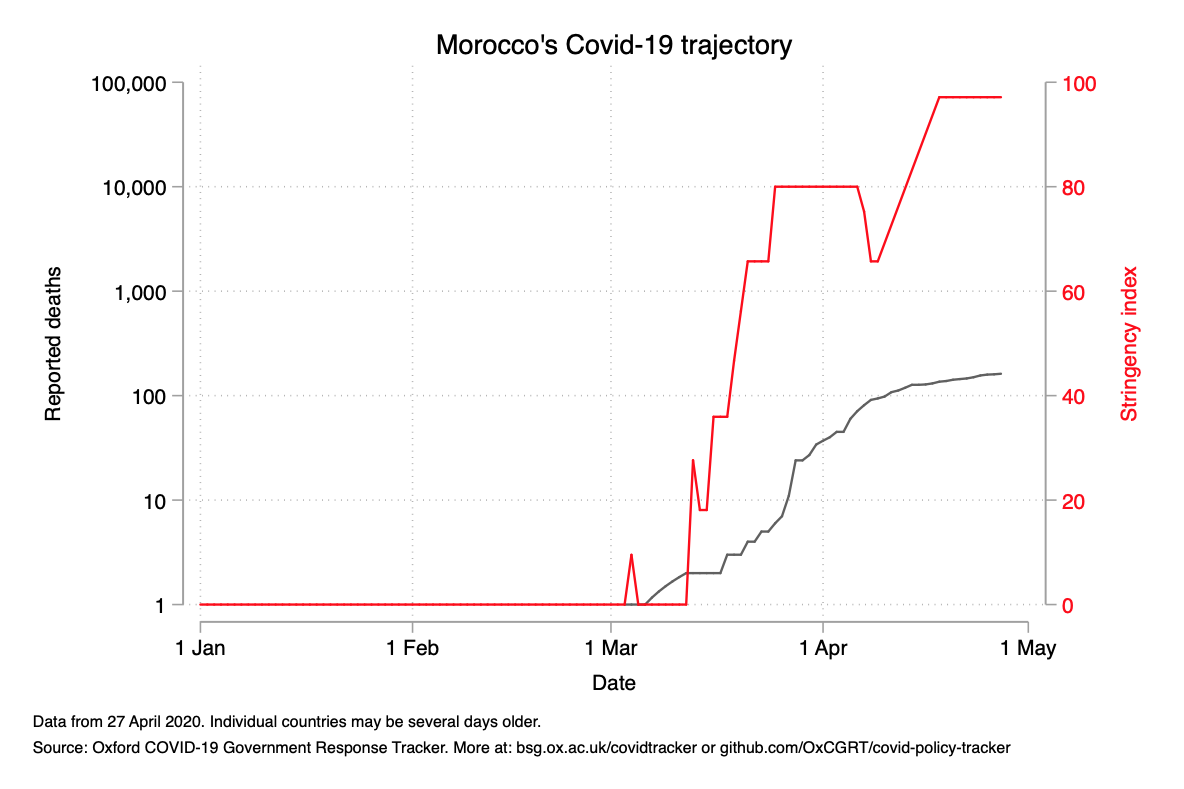 Morocco's Covid-19 trajectory
100,000
10,000
1,000
100
10
1
Reported deaths
100
80
60
40
20
0
Stringency index
1 Jan 1 Feb 1 Mar 1 Apr 1 May
Date
Data from 27 April 2020. Individual countries may be several days older.
Source: Oxford COVID-19 Government Response Tracker. More at: bsg.ox.ac.uk/covidtracker or github.com/OxCGRT/covid-policy-tracker